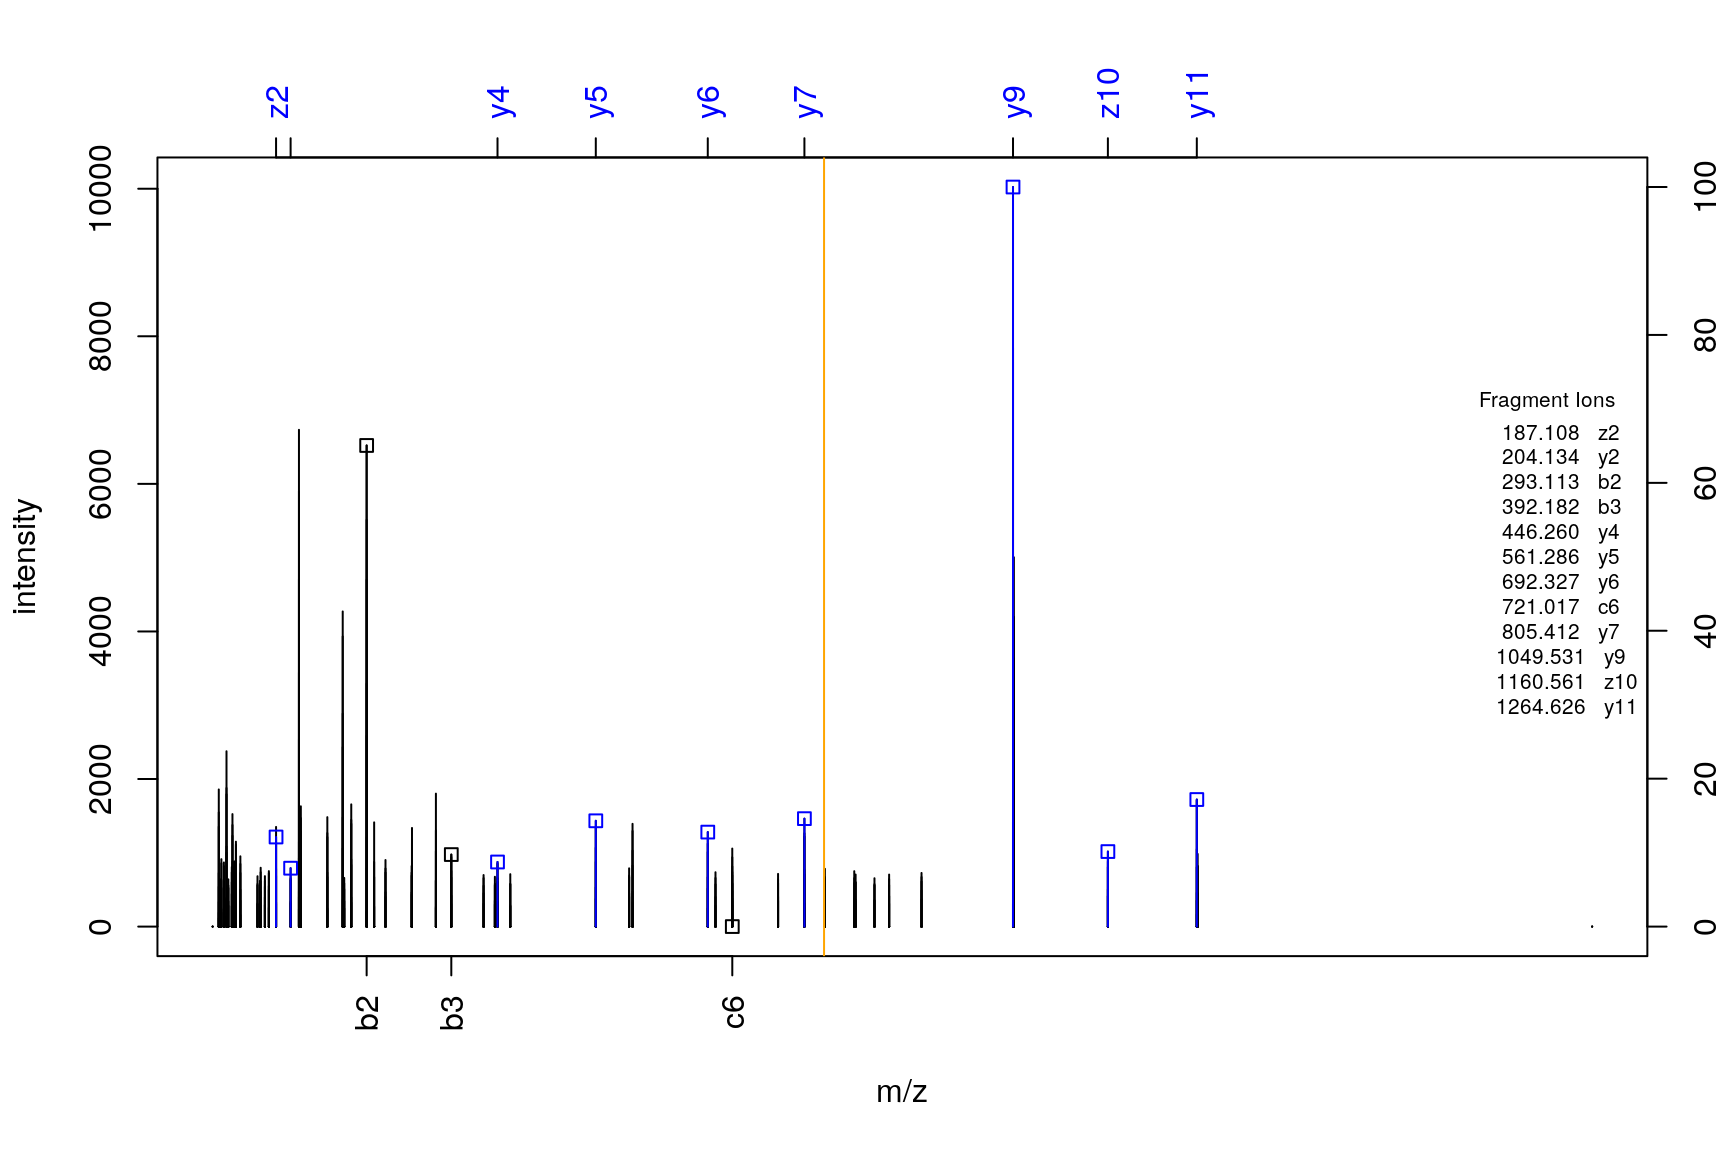 z2 y4 y5 y6 y7 y9 z10 y11
10000 100
8000 80
6000 60
4000 40
2000 20
0 0
intensity
Fragment Ions
187.108 z2
204.134 y2
293.113 b2
392.182 b3
446.260 y4
561.286 y5
692.327 y6
721.017 c6
805.412 y7
1049.531 y9
1160.561 z10
1264.626 y11
b2 b3 c6
m/z